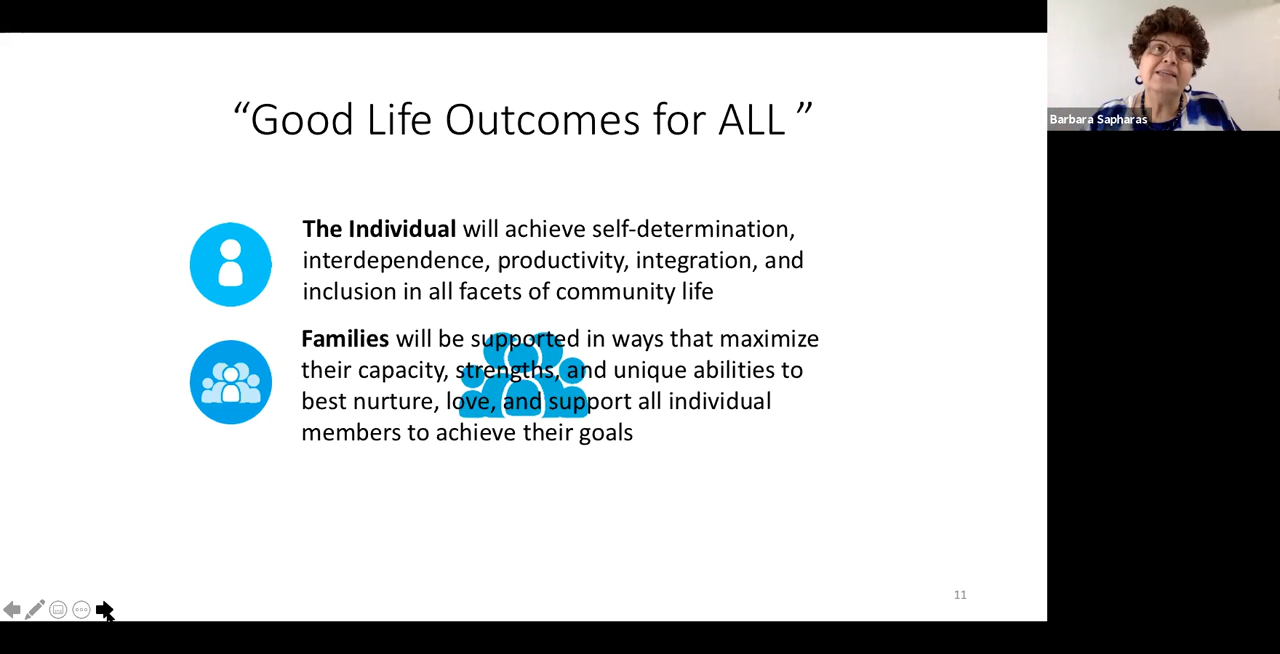 “Good Life Outcomes for ALL ”
The Individual will achieve self-determination,
interdependence, productivity, integration, and
inclusion in all facets of community life
Families will be supported in ways that maximize
their capacity, strengths, and unique abilities to
best nurture, love, and support all individual
members to achieve their goals
11
Barbara Sapharas